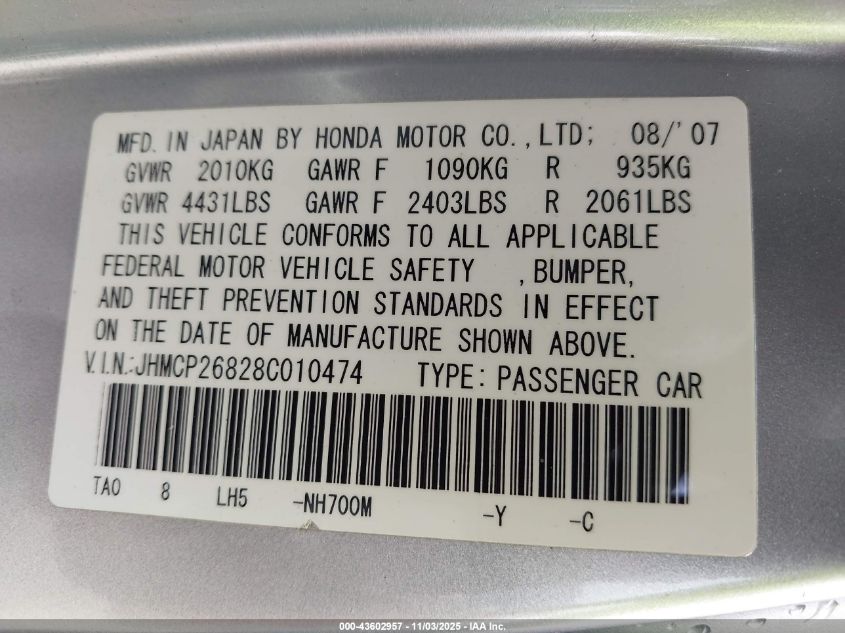 MFD. IN JAPAN BY HONDA MOTOR CO.,LTD; 08/'07
GVWR 2010KG GAWR F 1090KG R 935KG
GVWR 4431LBS GAWR F 2403LBS R 2061LBS
THIS VEHICLE CONFORMS TO ALL APPLICABLE
FEDERAL MOTOR VEHICLE SAFETY ,BUMPER,
AND THEFT PREVENTION STANDARDS IN EFFECT
ON THE DATE OF MANUFACTURE SHOWN ABOVE.
V.I.N.:JHMCP26828C010474 TYPE:PASSENGER CAR
TA0 8 LH5 -NH700M -Y -C
000-43602957 - 11/03/2025 - IAA Inc.